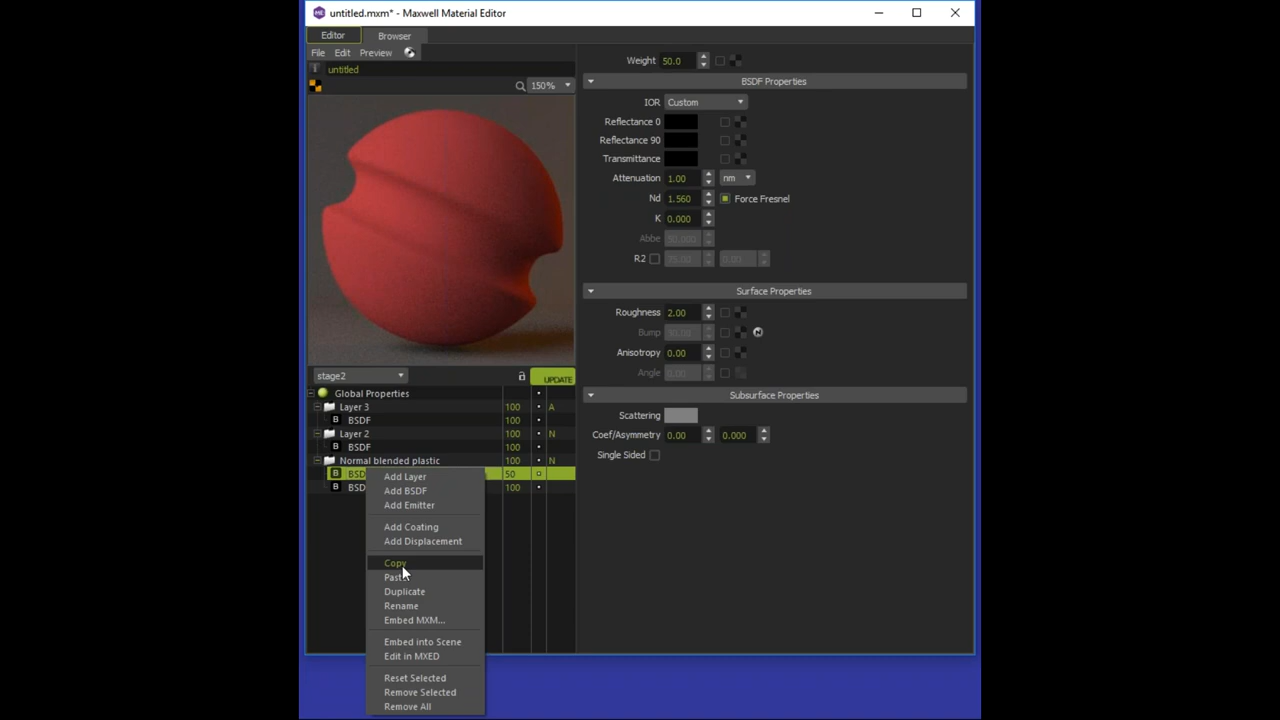 untitled.mxm* - Maxwell Material Editor
Editor Browser
File Edit Preview
untitled
150%
stage2 UPDATE
Global Properties
Layer 3 100 A
BSDF 100
Layer 2 100 N
BSDF 100
Normal blended plastic 100 N
50
100
Add Layer
Add BSDF
Add Emitter
Add Coating
Add Displacement
Copy
Duplicate
Rename
Embed MXM...
Embed into Scene
Edit in MXED
Reset Selected
Remove Selected
Remove All
Weight 50.0
BSDF Properties
IOR Custom
Reflectance 0
Reflectance 90
Transmittance
Attenuation 1.00 nm
Nd 1.560 Force Fresnel
K 0.000
Abbe
R2
Surface Properties
Roughness 2.00
Bump
Anisotropy 0.00
Angle
Subsurface Properties
Scattering
Coef/Asymmetry 0.00 0.000
Single Sided